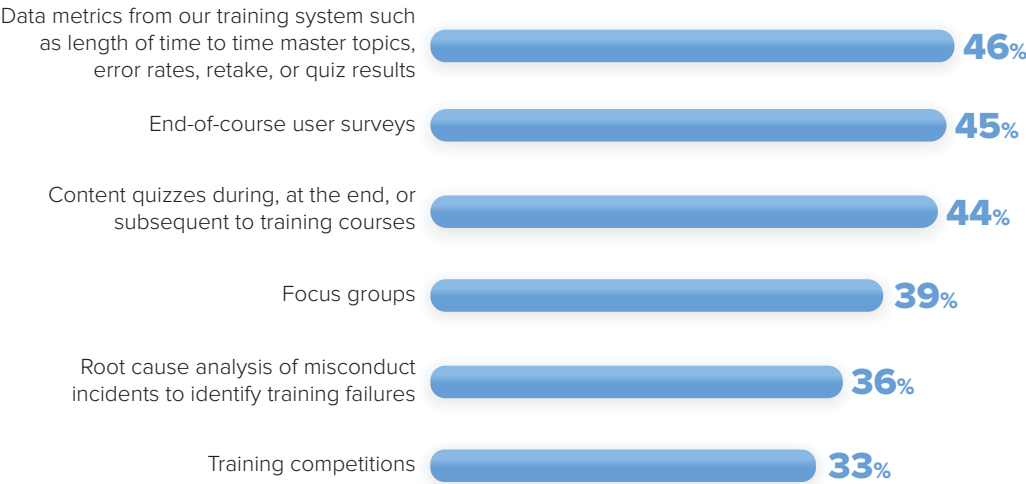 Data metrics from our training system such
as length of time to time master topics,
error rates, retake, or quiz results
46%
End-of-course user surveys
45%
Content quizzes during, at the end, or
subsequent to training courses
44%
Focus groups
39%
Root cause analysis of misconduct
incidents to identify training failures
36%
Training competitions
33%